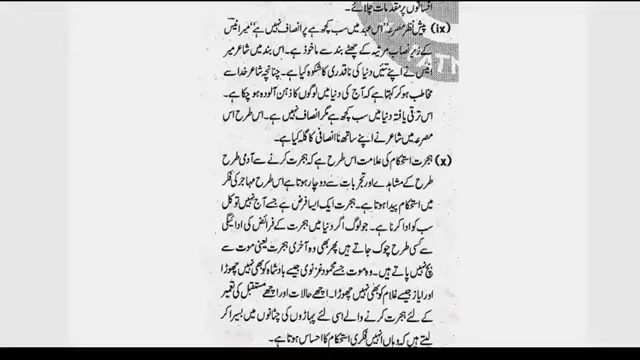 افسانوں پر مقدمات چلائے۔
(ix) پیش نظر مصرعہ "اس عہد میں سب کچھ ہے پر انصاف نہیں ہے" میر انیس
کے زیر نصاب مرثیہ کے چھٹے بند سے ماخوذ ہے۔ اس بند میں شاعر میر
انیس نے اپنے تئیں دنیا کی ناقدری کا شکوہ کیا ہے۔ چنانچہ شاعر خدا سے
مخاطب ہو کر کہتا ہے کہ آج کی دنیا میں لوگوں کا ذہن آلودہ ہو چکا ہے۔
اس ترقی یافتہ دنیا میں سب کچھ ہے مگر انصاف نہیں ہے۔ اس طرح اس
مصرعہ میں شاعر نے اپنے ساتھ نا انصافی کا گلہ کیا ہے۔
(x) ہجرت استحکام کی علامت اس طرح ہے کہ ہجرت کرنے سے آدمی طرح
طرح کے مشاہدے اور تجربات سے دوچار ہوتا ہے اس طرح مہاجر کی فکر
میں استحکام پیدا ہوتا ہے۔ ہجرت ایک ایسا فرض ہے جسے آج نہیں تو کل
سب کو ادا کرنا ہے۔ جو لوگ اگر دنیا میں ہجرت کے فرائض کی ادائیگی
سے کسی طرح چوک جاتے ہیں پھر بھی وہ آخری ہجرت یعنی موت سے
بچ نہیں پاتے ہیں۔ وہ موت جسے محمود غزنوی جیسے بادشاہ کو بھی نہیں چھوڑا
اور ایاز جیسے غلام کو بھی نہیں چھوڑا۔ اچھے حالات اور اچھے مستقبل کی تعمیر
کے لئے ہجرت کرنے والے اسی لئے پہاڑوں کی چٹانوں میں بسیرا کر
لیتے ہیں کہ وہاں انہیں فکری استحکام کا احساس ہوتا ہے۔